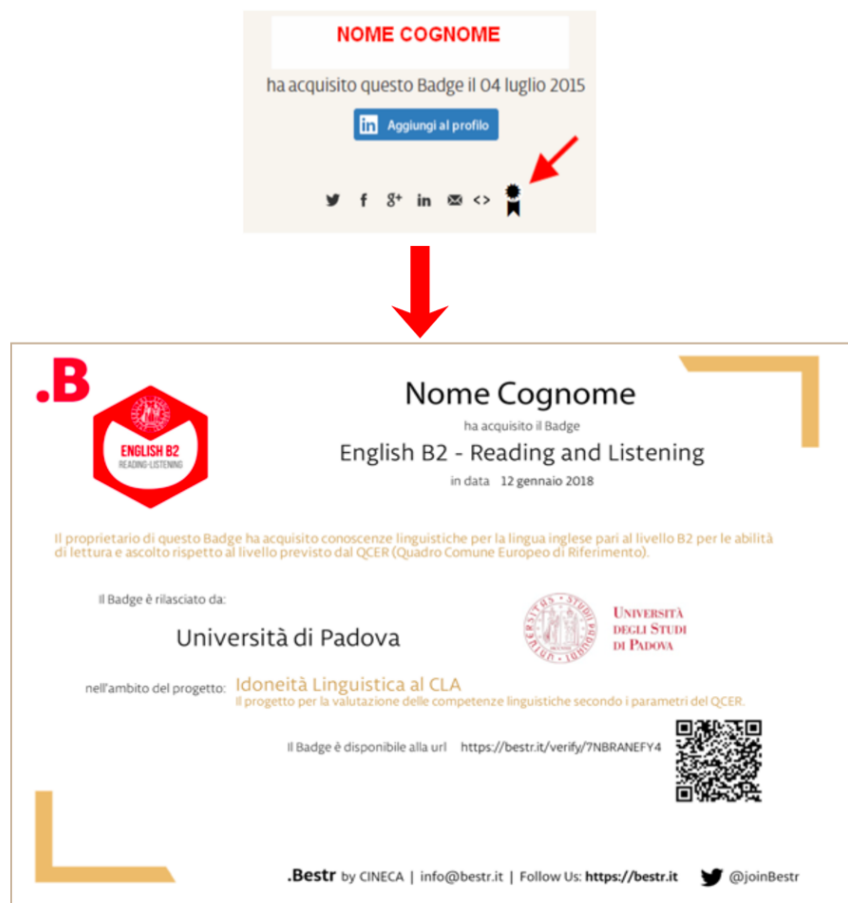 NOME COGNOME
ha acquisito questo Badge il 04 luglio 2015
in Aggiungi al profilo
f g+ in <>
.B
Nome Cognome
ha acquisito il Badge
ENGLISH B2
READING-LISTENING
English B2 - Reading and Listening
in data 12 gennaio 2018
Il proprietario di questo Badge ha acquisito conoscenze linguistiche per la lingua inglese pari al livello B2 per le abilità
di lettura e ascolto rispetto al livello previsto dal QCER (Quadro Comune Europeo di Riferimento).
Il Badge è rilasciato da:
Università di Padova
UNIVERSITÀ
DEGLI STUDI
DI PADOVA
nell'ambito del progetto: Idoneità Linguistica al CLA
Il progetto per la valutazione delle competenze linguistiche secondo i parametri del QCER.
Il Badge è disponibile alla url https://bestr.it/verify/7NBRANEFY4
.Bestr by CINECA | info@bestr.it | Follow Us: https://bestr.it @joinBestr